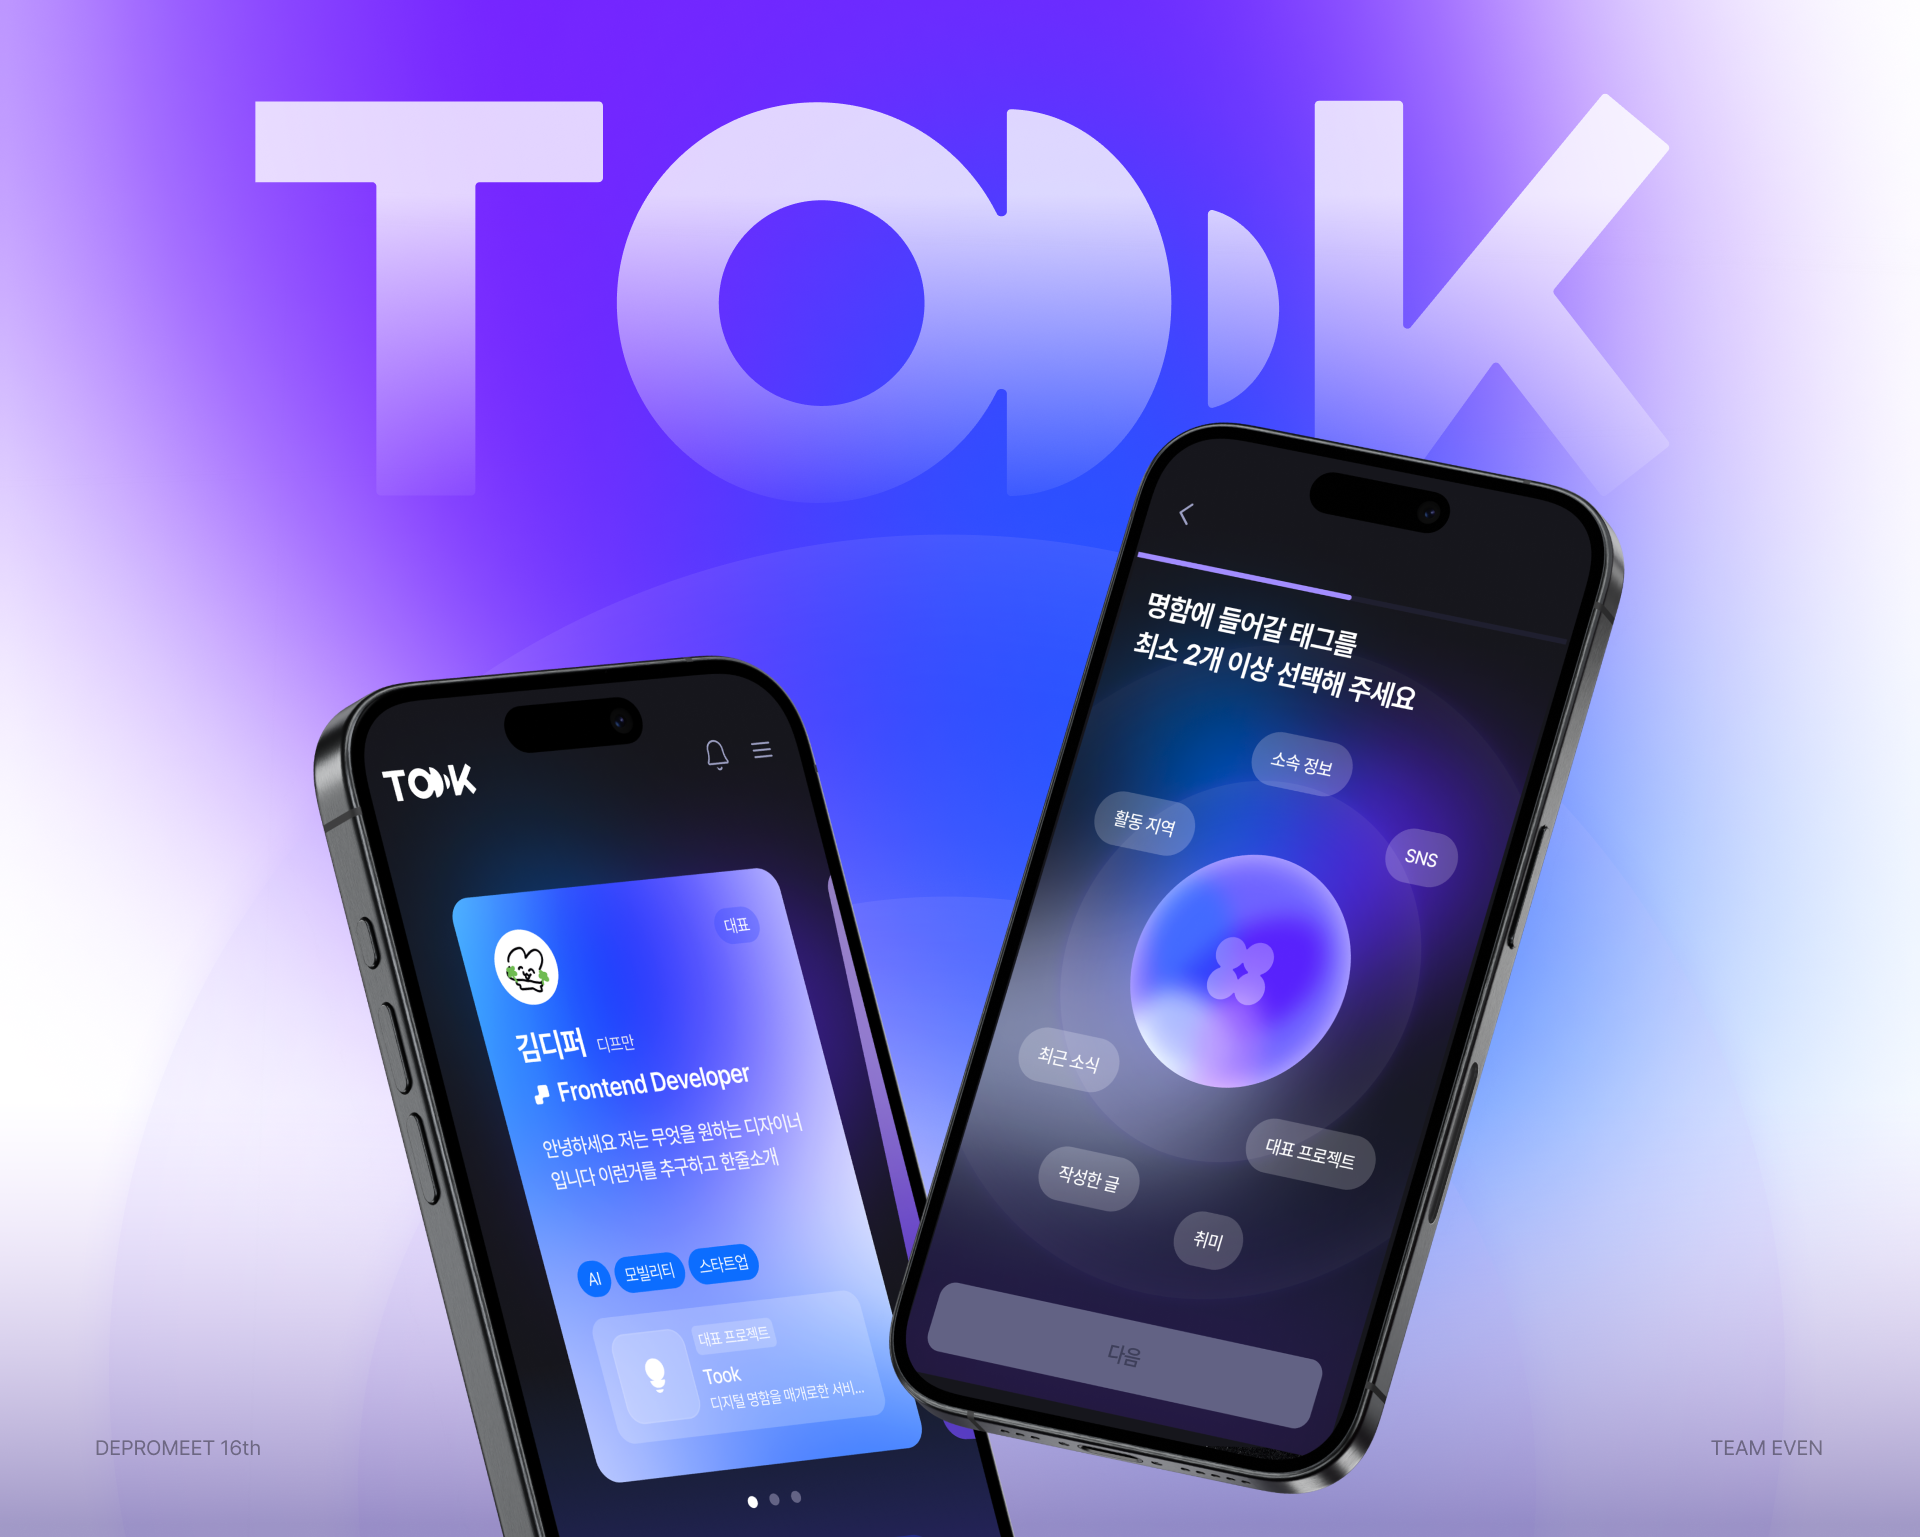 TOOK
TOOK
대표
김디퍼 디프만
Frontend Developer
안녕하세요 저는 무엇을 원하는 디자이너
입니다 이런거를 추구하고 한줄소개
AI 모빌리티 스타트업
대표 프로젝트
Took
디지털 명함을 매개로한 서비...
명함에 들어갈 태그를
최소 2개 이상 선택해 주세요
소속 정보
활동 지역
SNS
최근 소식
대표 프로젝트
작성한 글
취미
다음
DEPROMEET 16th
TEAM EVEN